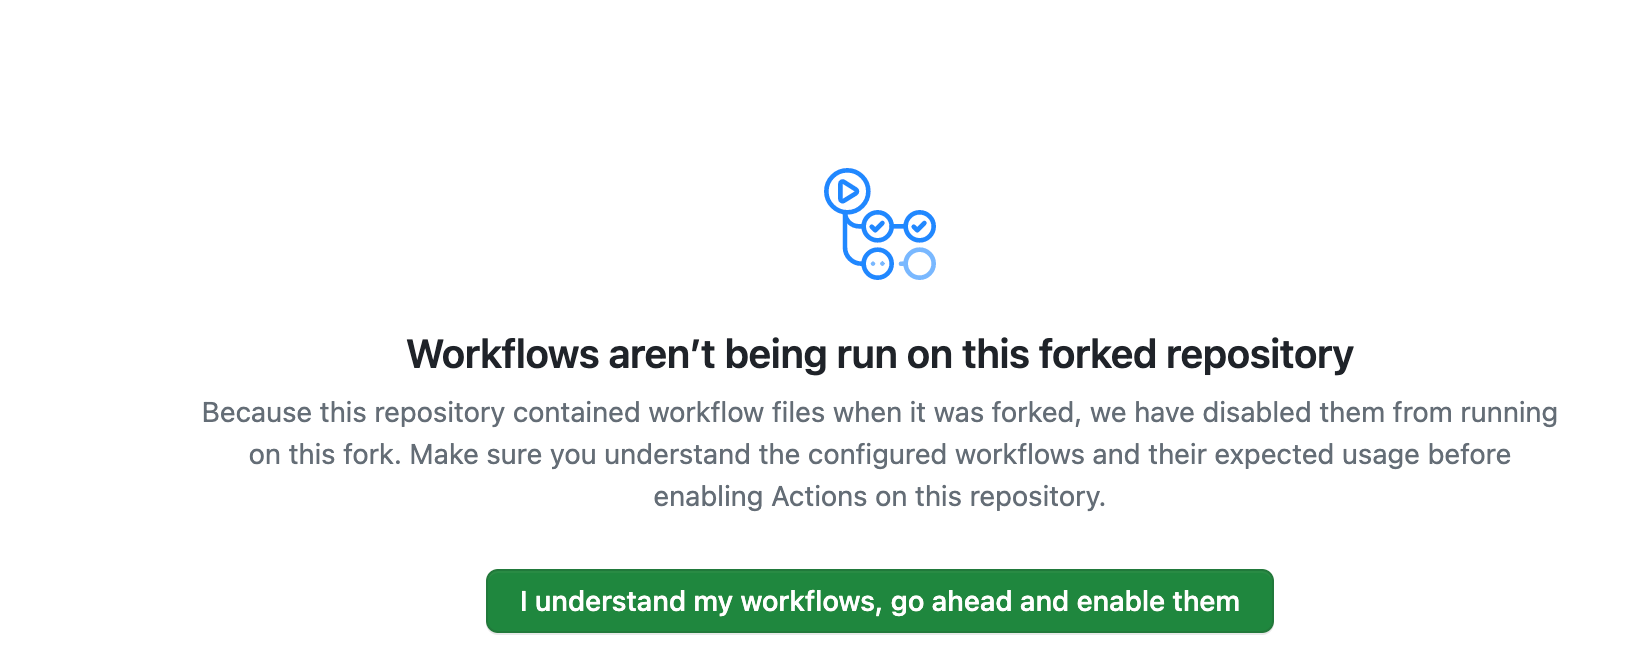 Workflows aren’t being run on this forked repository
Because this repository contained workflow files when it was forked, we have disabled them from running
on this fork. Make sure you understand the configured workflows and their expected usage before
enabling Actions on this repository.
I understand my workflows, go ahead and enable them